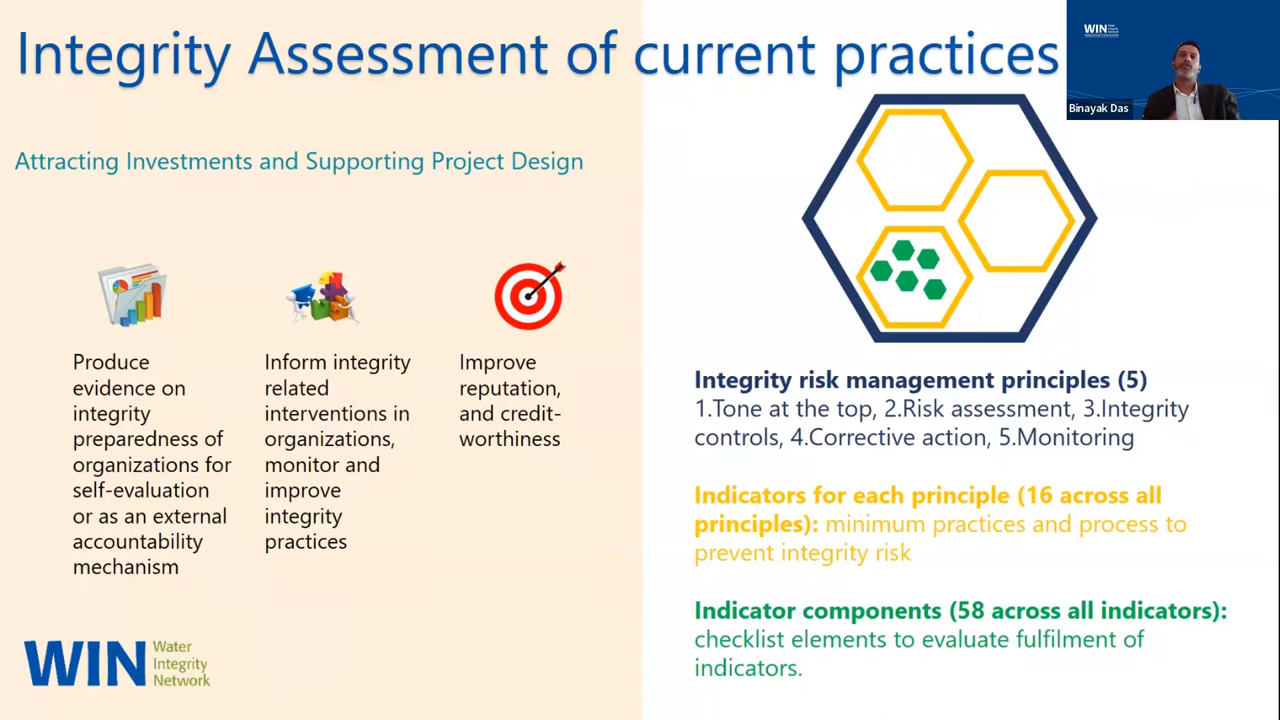 Integrity Assessment of current practices
WIN
Binayak Das
Attracting Investments and Supporting Project Design
Produce
evidence on
integrity
preparedness of
organizations for
self-evaluation
or as an external
accountability
mechanism
Inform integrity
related
interventions in
organizations,
monitor and
improve
integrity
practices
Improve
reputation,
and credit-
worthiness
Integrity risk management principles (5)
1.Tone at the top, 2.Risk assessment, 3.Integrity
controls, 4.Corrective action, 5.Monitoring
Indicators for each principle (16 across all
principles): minimum practices and process to
prevent integrity risk
Indicator components (58 across all indicators):
checklist elements to evaluate fulfilment of
indicators.
WIN
Water
Integrity
Network